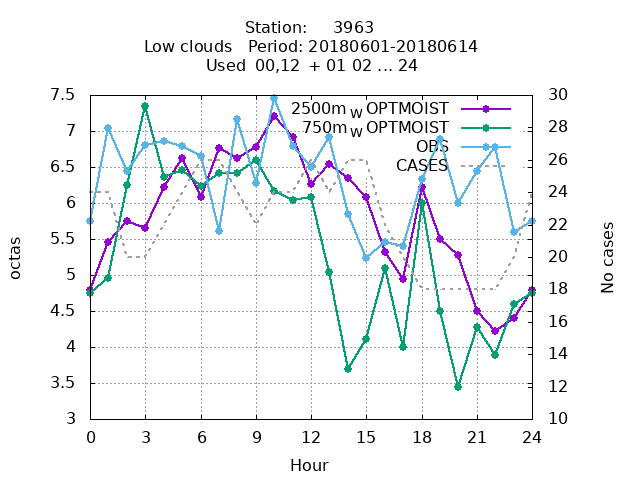 Station: 3963
Low clouds Period: 20180601-20180614
Used 00,12 + 01 02 ... 24
2500m W OPTMOIST
750m W OPTMOIST
OBS
CASES
7.5
7
6.5
6
5.5
5
4.5
4
3.5
3
30
28
26
24
22
20
18
16
14
12
10
octas
No cases
0 3 6 9 12 15 18 21 24
Hour